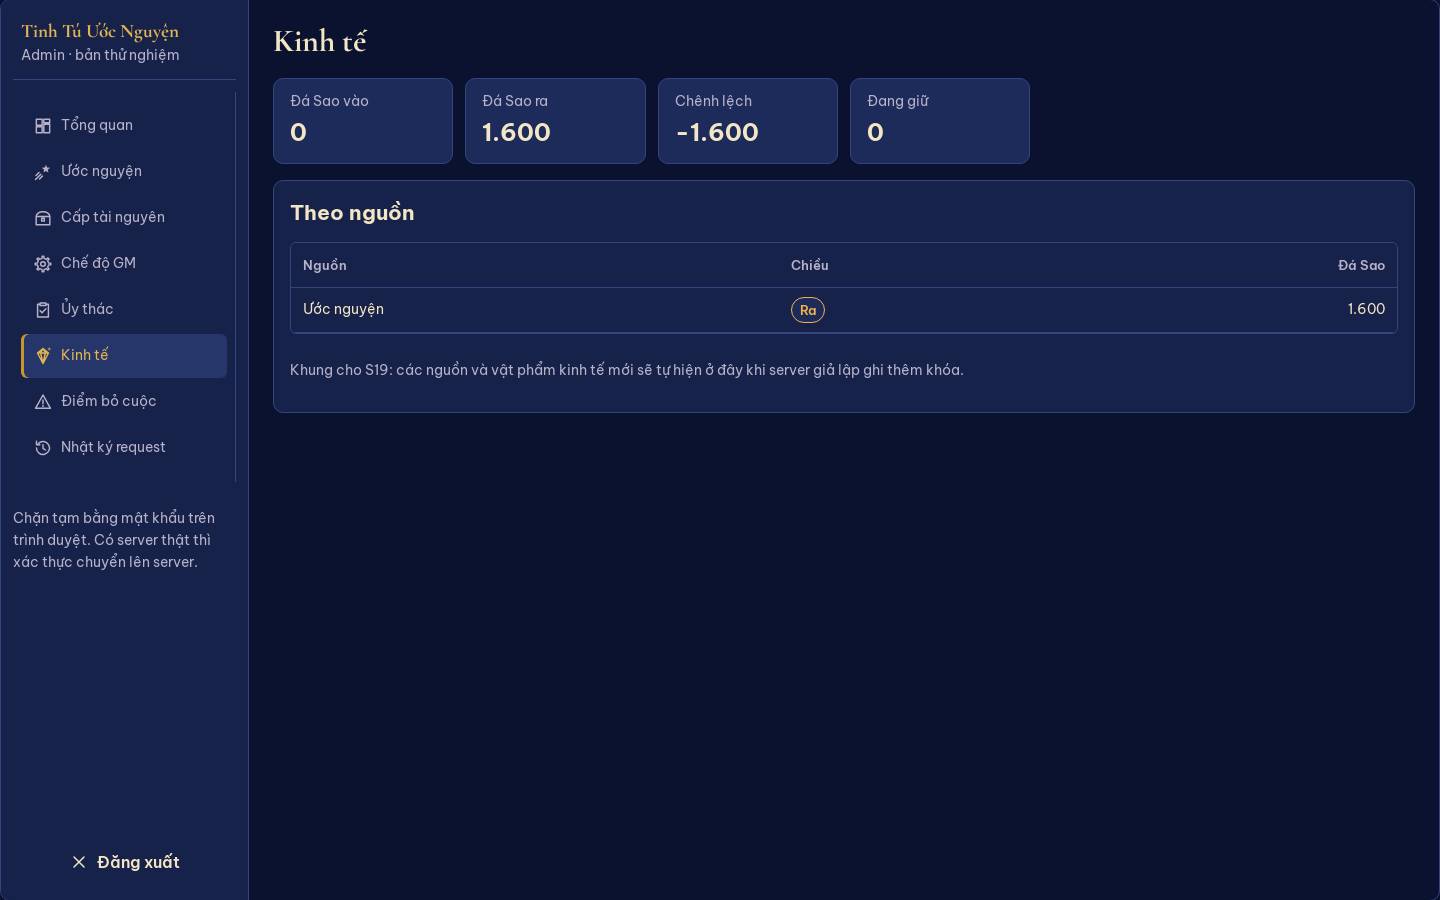 Tinh Tú Ước Nguyện
Admin · bản thử nghiệm
Tổng quan
Ước nguyện
Cấp tài nguyên
Chế độ GM
Ủy thác
Kinh tế
Điểm bỏ cuộc
Nhật ký request
Chặn tạm bằng mật khẩu trên
trình duyệt. Có server thật thì
xác thực chuyển lên server.
Đăng xuất
Kinh tế
Đá Sao vào
0
Đá Sao ra
1.600
Chênh lệch
-1.600
Đang giữ
0
Theo nguồn
Nguồn Chiều Đá Sao
Ước nguyện Ra 1.600
Khung cho S19: các nguồn và vật phẩm kinh tế mới sẽ tự hiện ở đây khi server giả lập ghi thêm khóa.